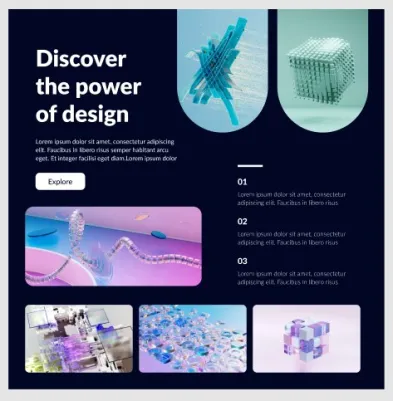 Discover
the power
of design
Lorem ipsum dolor sit amet, consectetur adipiscing
elit. Faucibus in libero risus semper habitant arcu
eget. Et integer facilisi eget diam.Lorem ipsum dolor
Explore
01
Lorem ipsum dolor sit amet, consectetur
adipiscing elit. Faucibus in libero risus
02
Lorem ipsum dolor sit amet, consectetur
adipiscing elit. Faucibus in libero risus
03
Lorem ipsum dolor sit amet, consectetur
adipiscing elit. Faucibus in libero risus